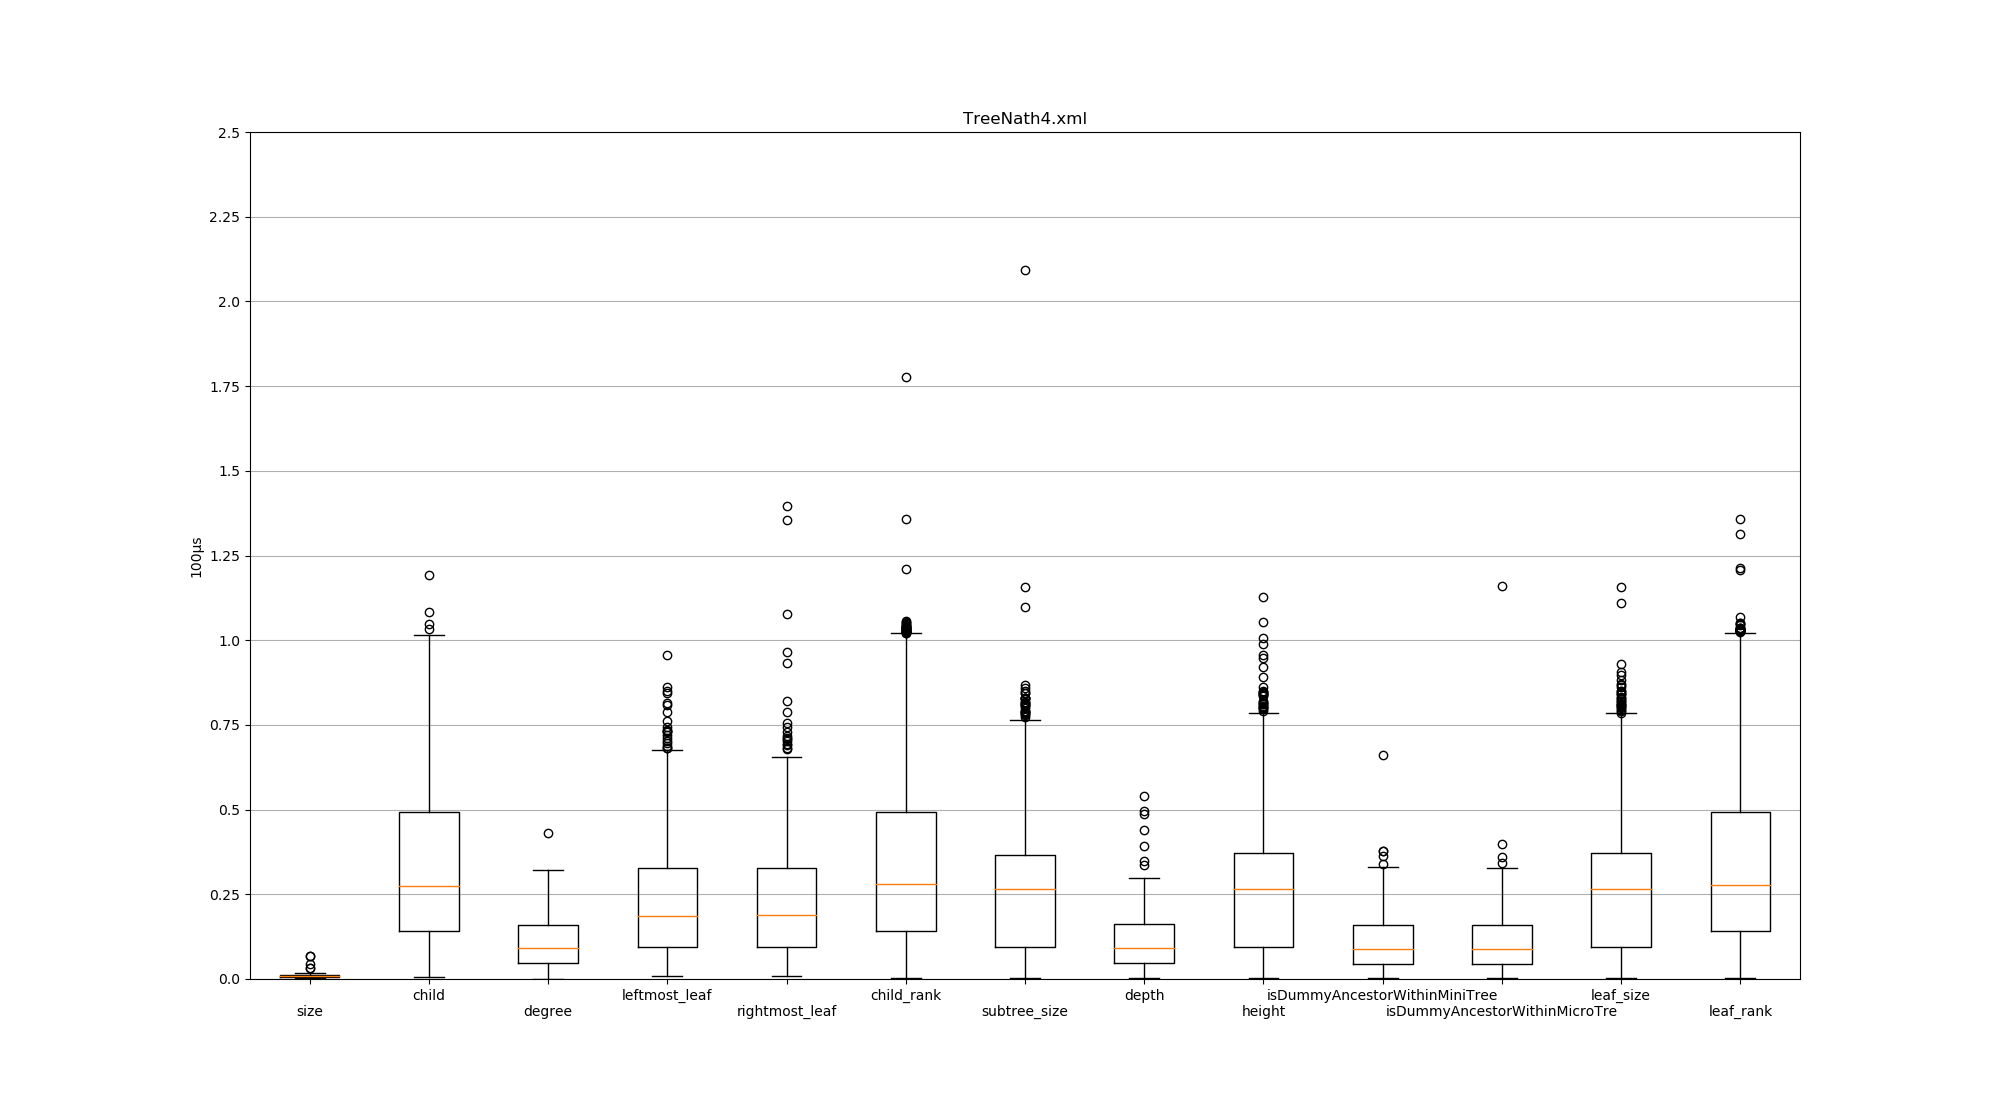 TreeNath4.xml
2.5
2.25
2.0
1.75
1.5
1.25
1.0
0.75
0.5
0.25
0.0
100µs
child leftmost_leaf child_rank depth isDummyAncestorWithinMiniTree leaf_size
size degree rightmost_leaf subtree_size height isDummyAncestorWithinMicroTre leaf_rank